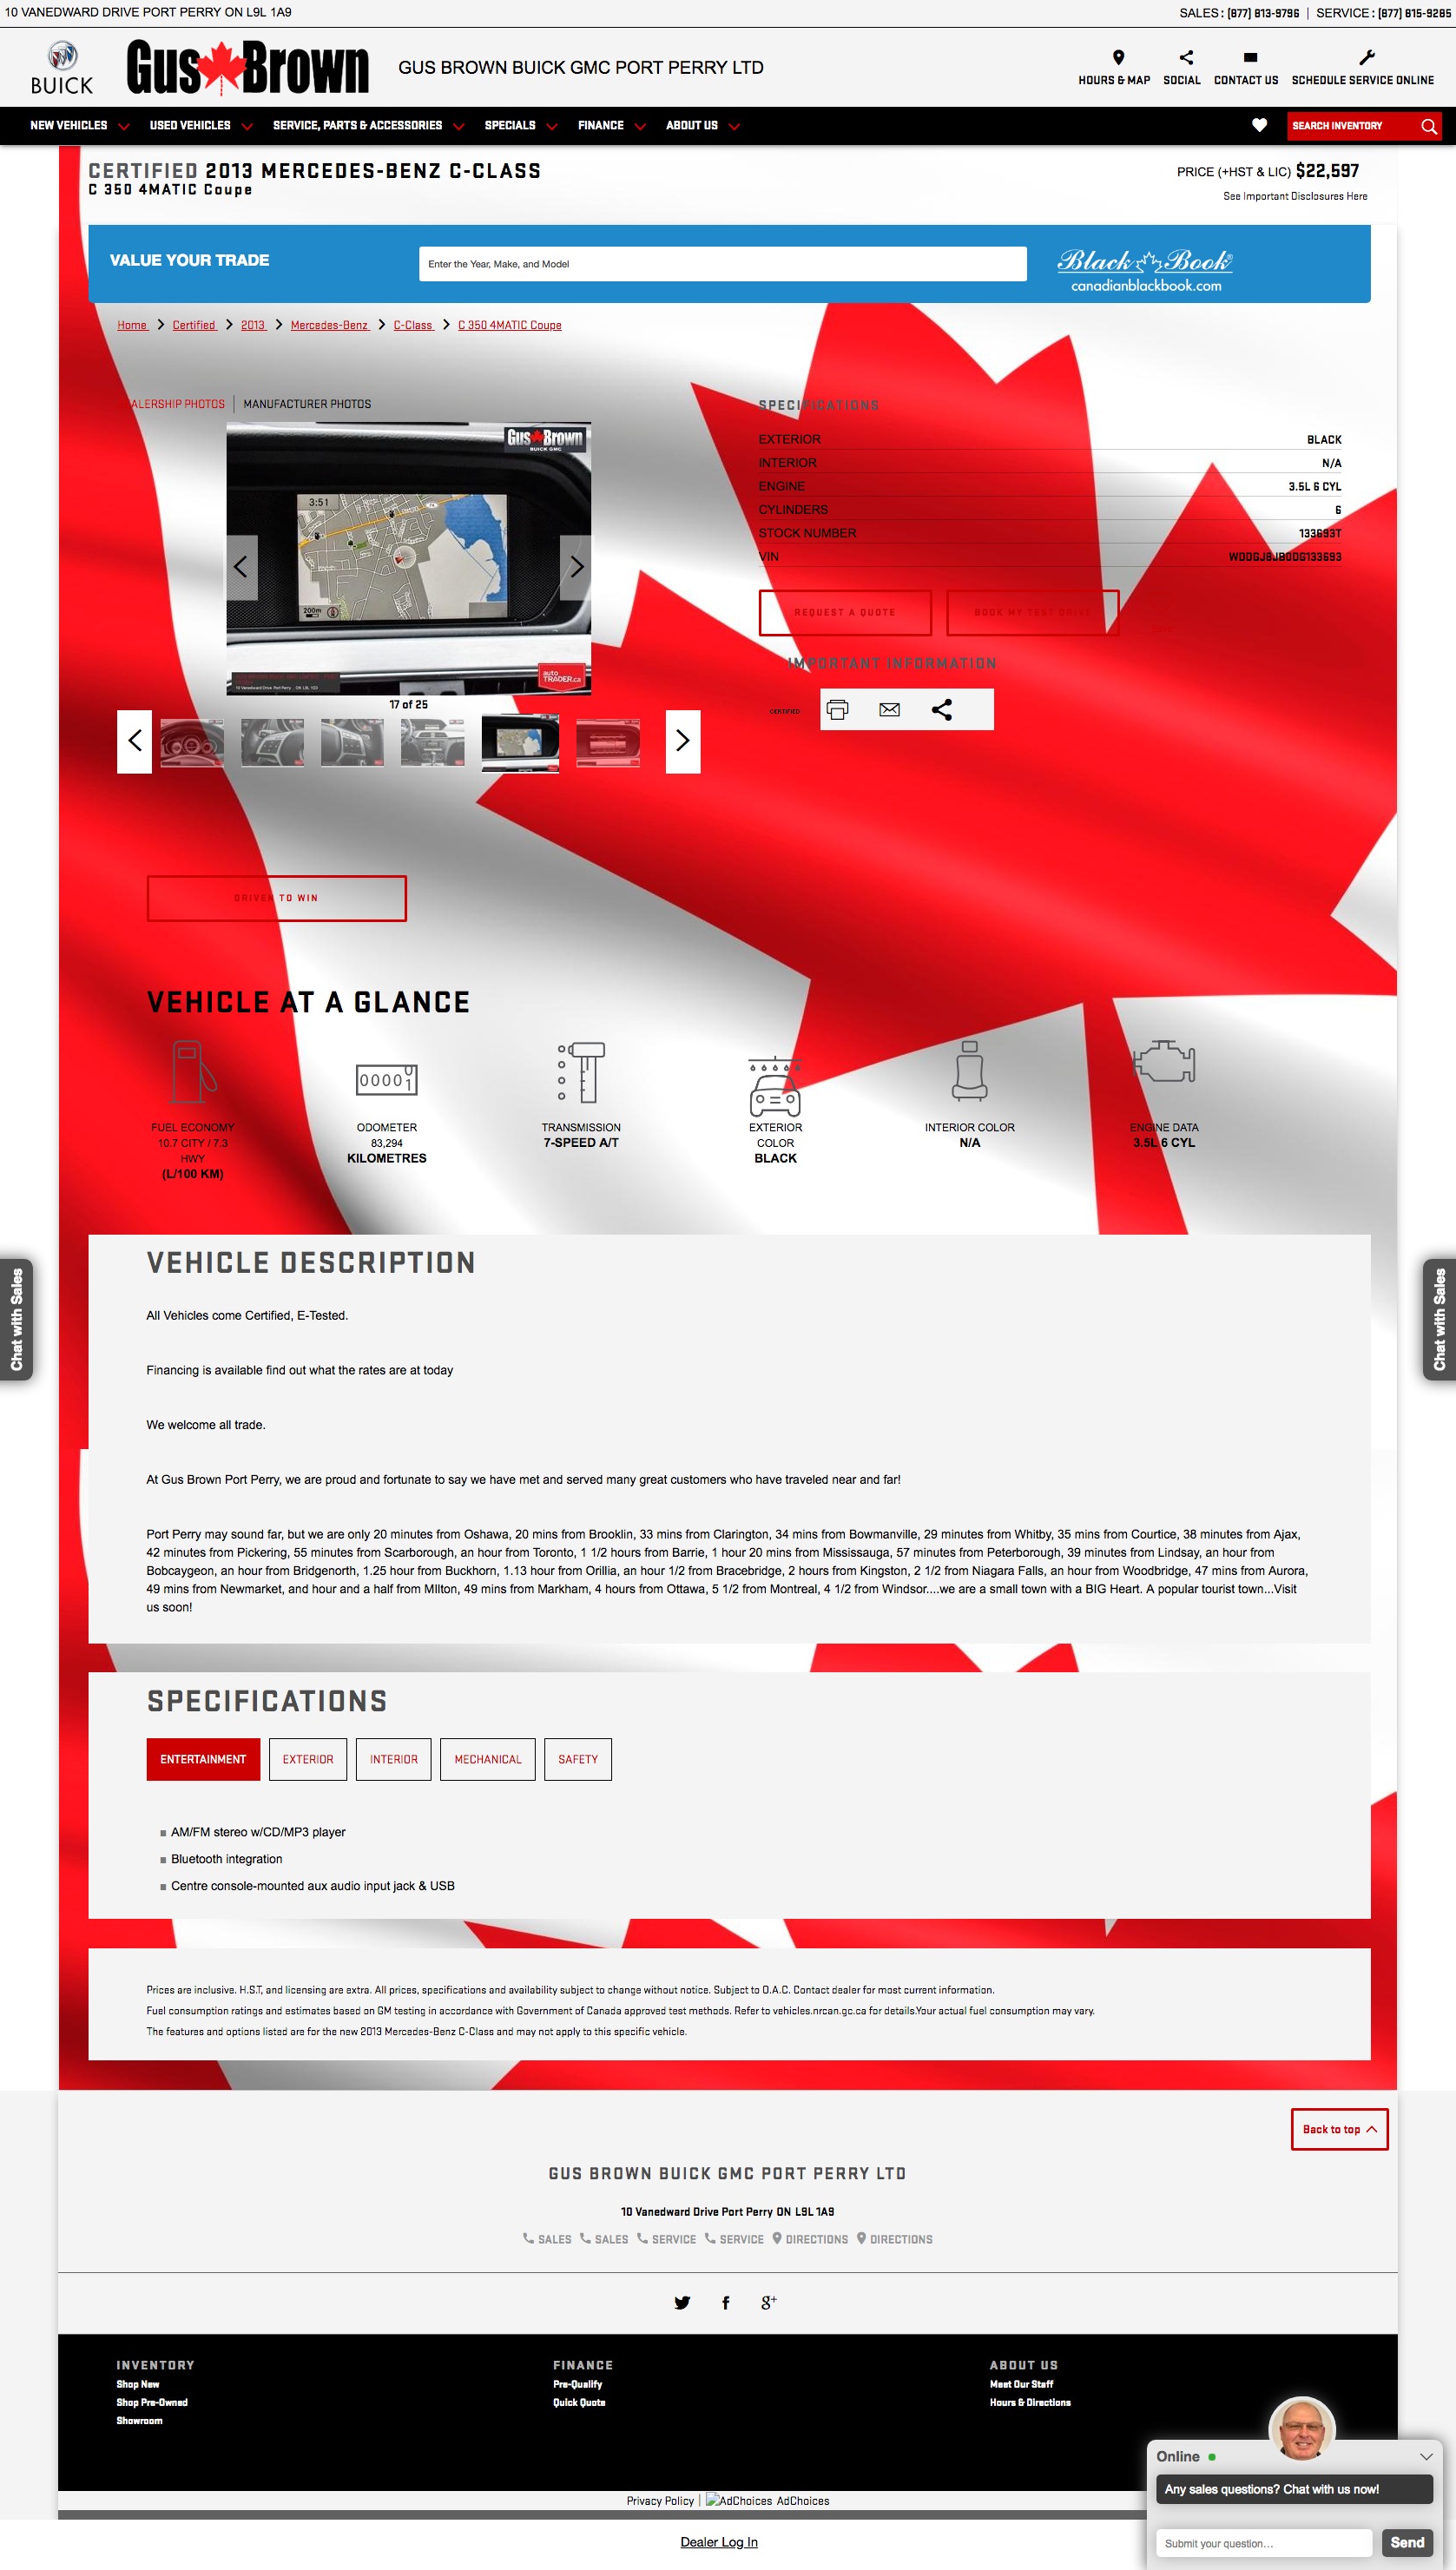 10 VANEDWARD DRIVE PORT PERRY ON L9L 1A9
SALES : (877) 813-9796 | SERVICE : (877) 815-9285
BUICK
Gus Brown
GUS BROWN BUICK GMC PORT PERRY LTD
HOURS & MAP
SOCIAL
CONTACT US
SCHEDULE SERVICE ONLINE
NEW VEHICLES
USED VEHICLES
SERVICE, PARTS & ACCESSORIES
SPECIALS
FINANCE
ABOUT US
SEARCH INVENTORY
CERTIFIED 2013 MERCEDES-BENZ C-CLASS
C 350 4MATIC Coupe
PRICE (+HST & LIC) $22,597
See Important Disclosures Here
VALUE YOUR TRADE
Enter the Year, Make, and Model
Black Book
canadianblackbook.com
Home > Certified > 2013 > Mercedes-Benz > C-Class > C 350 4MATIC Coupe
ALERSHIP PHOTOS | MANUFACTURER PHOTOS
Gus Brown
BUICK GMC
3:51
200m
auto
TRADER.ca
17 of 25
SPECIFICATIONS
EXTERIOR BLACK
INTERIOR N/A
ENGINE 3.5L 6 CYL
CYLINDERS 6
STOCK NUMBER 133693T
VIN WDDGJ8JB0DG133693
REQUEST A QUOTE
BOOK MY TEST DRIVE
IMPORTANT INFORMATION
CERTIFIED
DRIVEN TO WIN
VEHICLE AT A GLANCE
00001
FUEL ECONOMY
10.7 CITY / 7.3
HWY
(L/100 KM)
ODOMETER
83,294
KILOMETRES
TRANSMISSION
7-SPEED A/T
EXTERIOR
COLOR
BLACK
INTERIOR COLOR
N/A
ENGINE DATA
3.5L 6 CYL
Chat with Sales
Chat with Sales
VEHICLE DESCRIPTION
All Vehicles come Certified, E-Tested.
Financing is available find out what the rates are at today
We welcome all trade.
At Gus Brown Port Perry, we are proud and fortunate to say we have met and served many great customers who have traveled near and far!
Port Perry may sound far, but we are only 20 minutes from Oshawa, 20 mins from Brooklin, 33 mins from Clarington, 34 mins from Bowmanville, 29 minutes from Whitby, 35 mins from Courtice, 38 minutes from Ajax,
42 minutes from Pickering, 55 minutes from Scarborough, an hour from Toronto, 1 1/2 hours from Barrie, 1 hour 20 mins from Mississauga, 57 minutes from Peterborough, 39 minutes from Lindsay, an hour from
Bobcaygeon, an hour from Bridgenorth, 1.25 hour from Buckhorn, 1.13 hour from Orillia, an hour 1/2 from Bracebridge, 2 hours from Kingston, 2 1/2 from Niagara Falls, an hour from Woodbridge, 47 mins from Aurora,
49 mins from Newmarket, and hour and a half from MIlton, 49 mins from Markham, 4 hours from Ottawa, 5 1/2 from Montreal, 4 1/2 from Windsor....we are a small town with a BIG Heart. A popular tourist town...Visit
us soon!
SPECIFICATIONS
ENTERTAINMENT
EXTERIOR
INTERIOR
MECHANICAL
SAFETY
AM/FM stereo w/CD/MP3 player
Bluetooth integration
Centre console-mounted aux audio input jack & USB
Prices are inclusive. H.S.T, and licensing are extra. All prices, specifications and availability subject to change without notice. Subject to O.A.C. Contact dealer for most current information.
Fuel consumption ratings and estimates based on GM testing in accordance with Government of Canada approved test methods. Refer to vehicles.nrcan.gc.ca for details.Your actual fuel consumption may vary.
The features and options listed are for the new 2013 Mercedes-Benz C-Class and may not apply to this specific vehicle.
Back to top
GUS BROWN BUICK GMC PORT PERRY LTD
10 Vanedward Drive Port Perry ON L9L 1A9
SALES SALES SERVICE SERVICE DIRECTIONS DIRECTIONS
INVENTORY
Shop New
Shop Pre-Owned
Showroom
FINANCE
Pre-Qualify
Quick Quote
ABOUT US
Meet Our Staff
Hours & Directions
Online
Any sales questions? Chat with us now!
Submit your question...
Send
Privacy Policy | AdChoices AdChoices
Dealer Log In